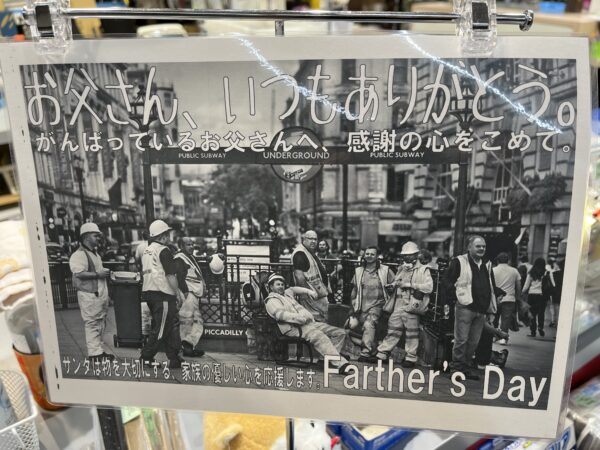 お父さん、いつもありがとう。
がんばっているお父さんへ、感謝の心をこめて。
PUBLIC SUBWAY UNDERGROUND PUBLIC SUBWAY
PICCADILLY
サンタは物を大切にする、家族の優しい心を応援します。
Farther's Day